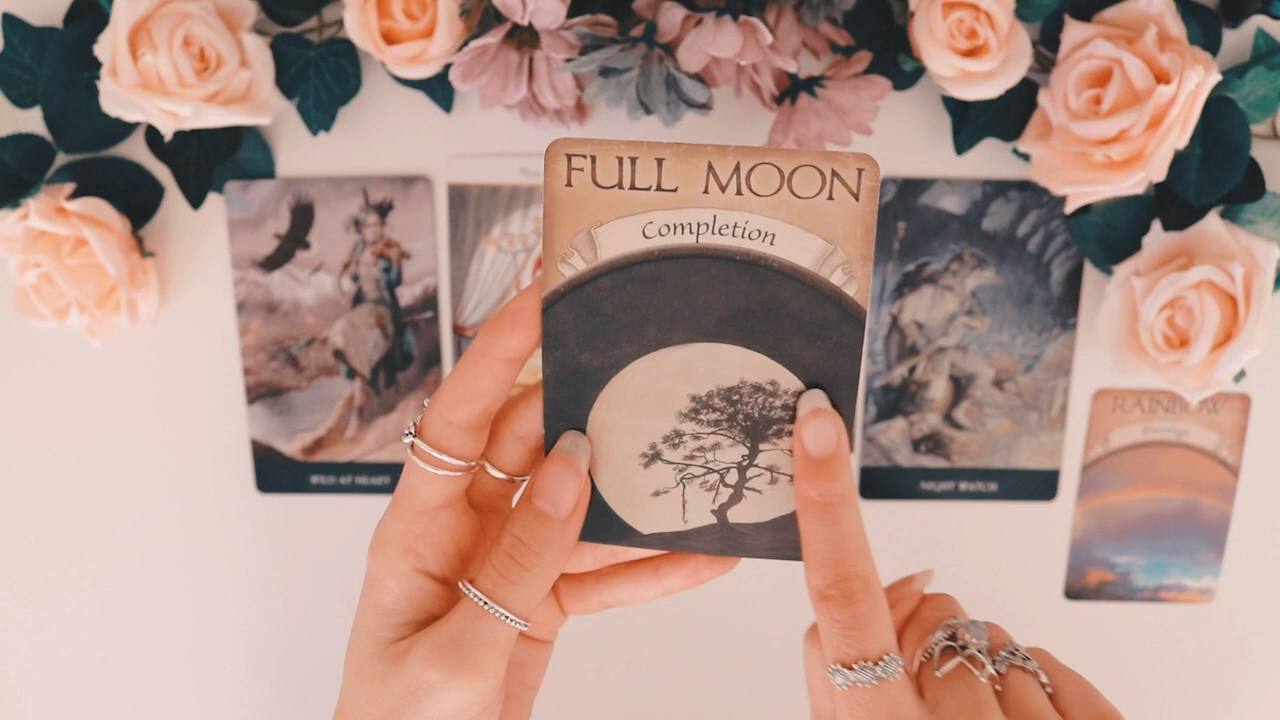 FULL MOON
Completion
WILD AT HEART
NIGHT WATCH
RAINBOW